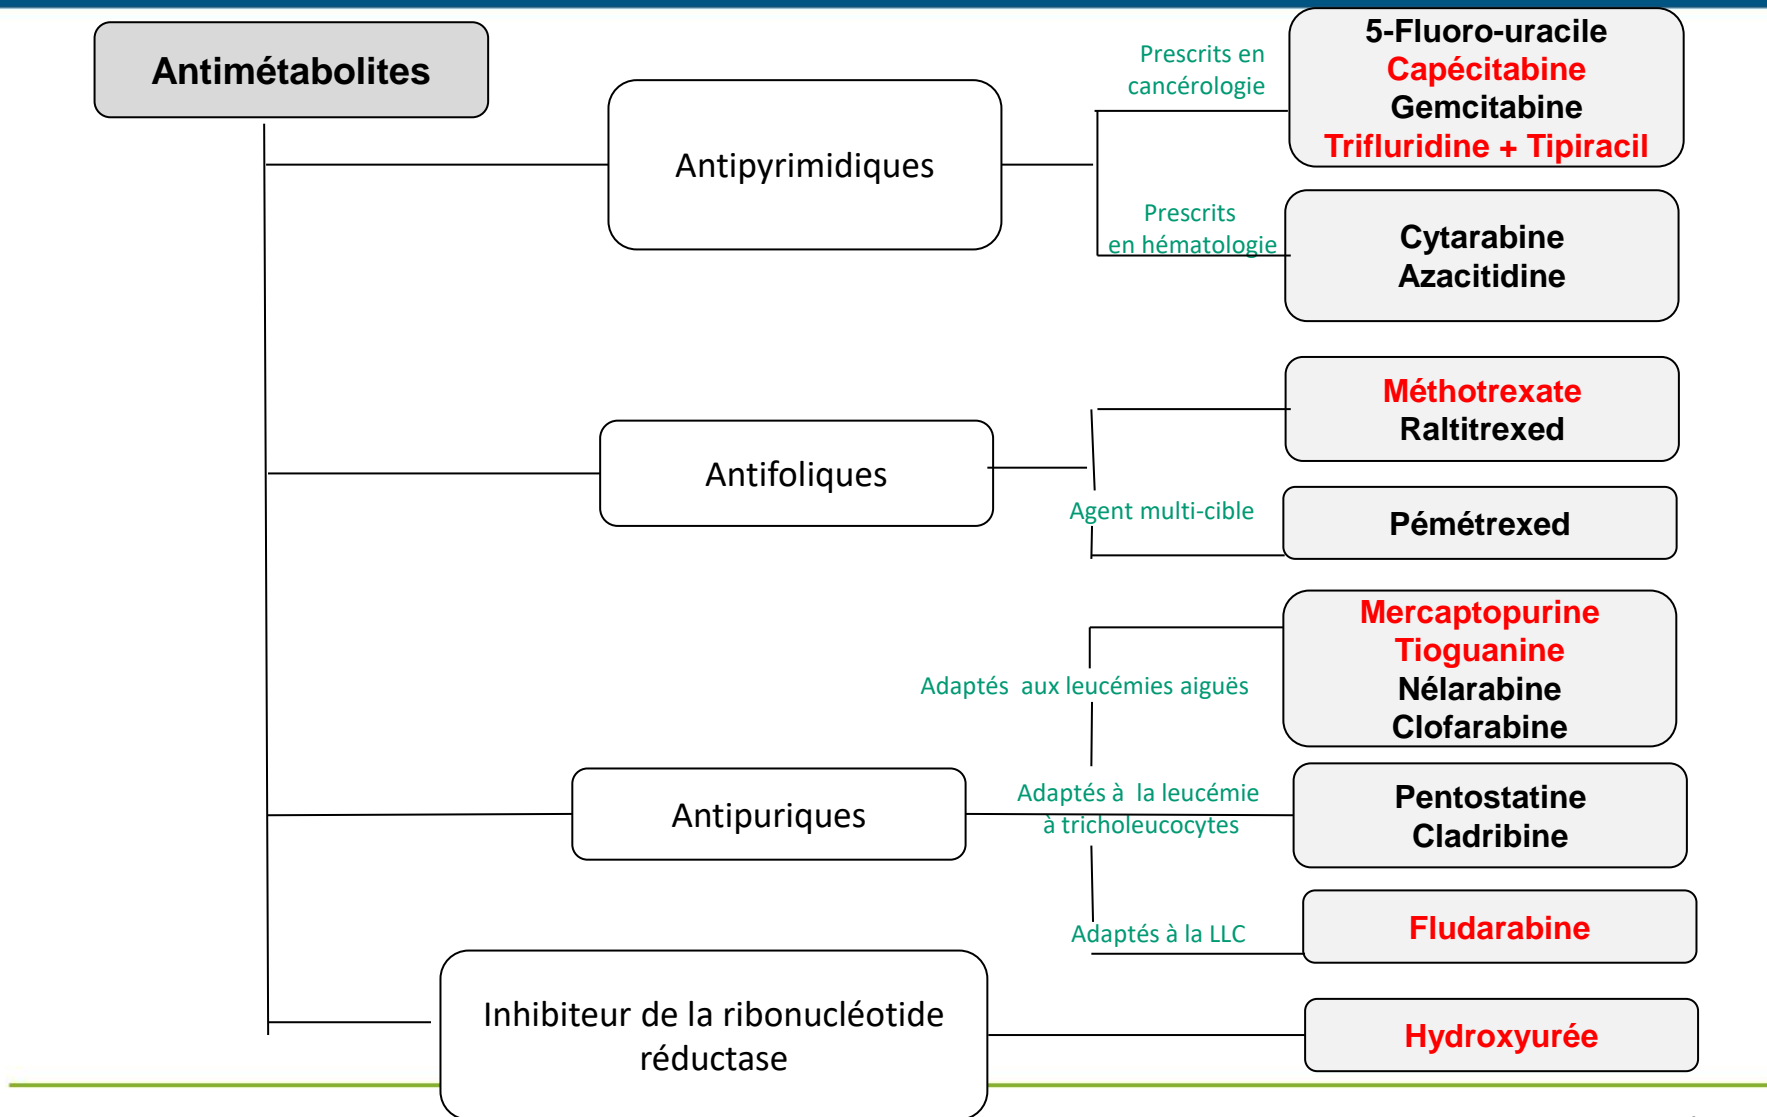 Antimétabolites
Antipyrimidiques
Prescrits en
cancérologie
5-Fluoro-uracile
Capécitabine
Gemcitabine
Trifluridine + Tipiracil
Prescrits
en hématologie
Cytarabine
Azacitidine
Antifoliques
Méthotrexate
Raltitrexed
Agent multi-cible
Pémétrexed
Antipuriques
Adaptés  aux leucémies aiguës
Mercaptopurine
Tioguanine
Nélarabine
Clofarabine
Adaptés à  la leucémie
à tricholeucocytes
Pentostatine
Cladribine
Adaptés à la LLC
Fludarabine
Inhibiteur de la ribonucléotide
réductase
Hydroxyurée